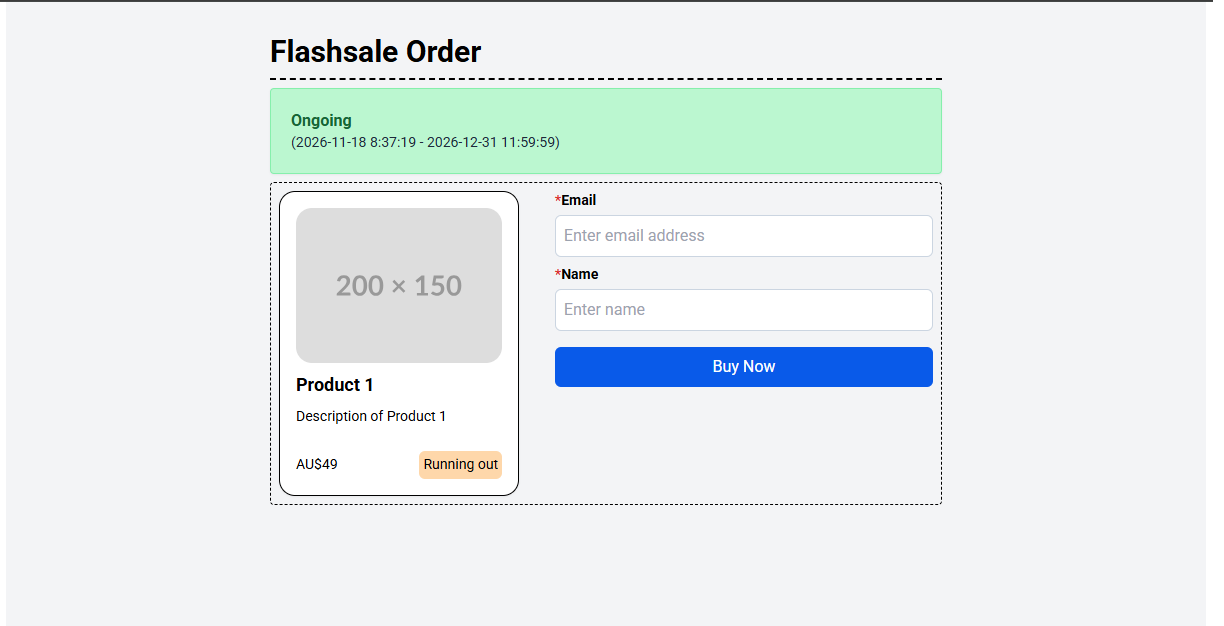 Flashsale Order
Ongoing
(2026-11-18 8:37:19 - 2026-12-31 11:59:59)
200 × 150
Product 1
Description of Product 1
AU$49
Running out
*Email
Enter email address
*Name
Enter name
Buy Now